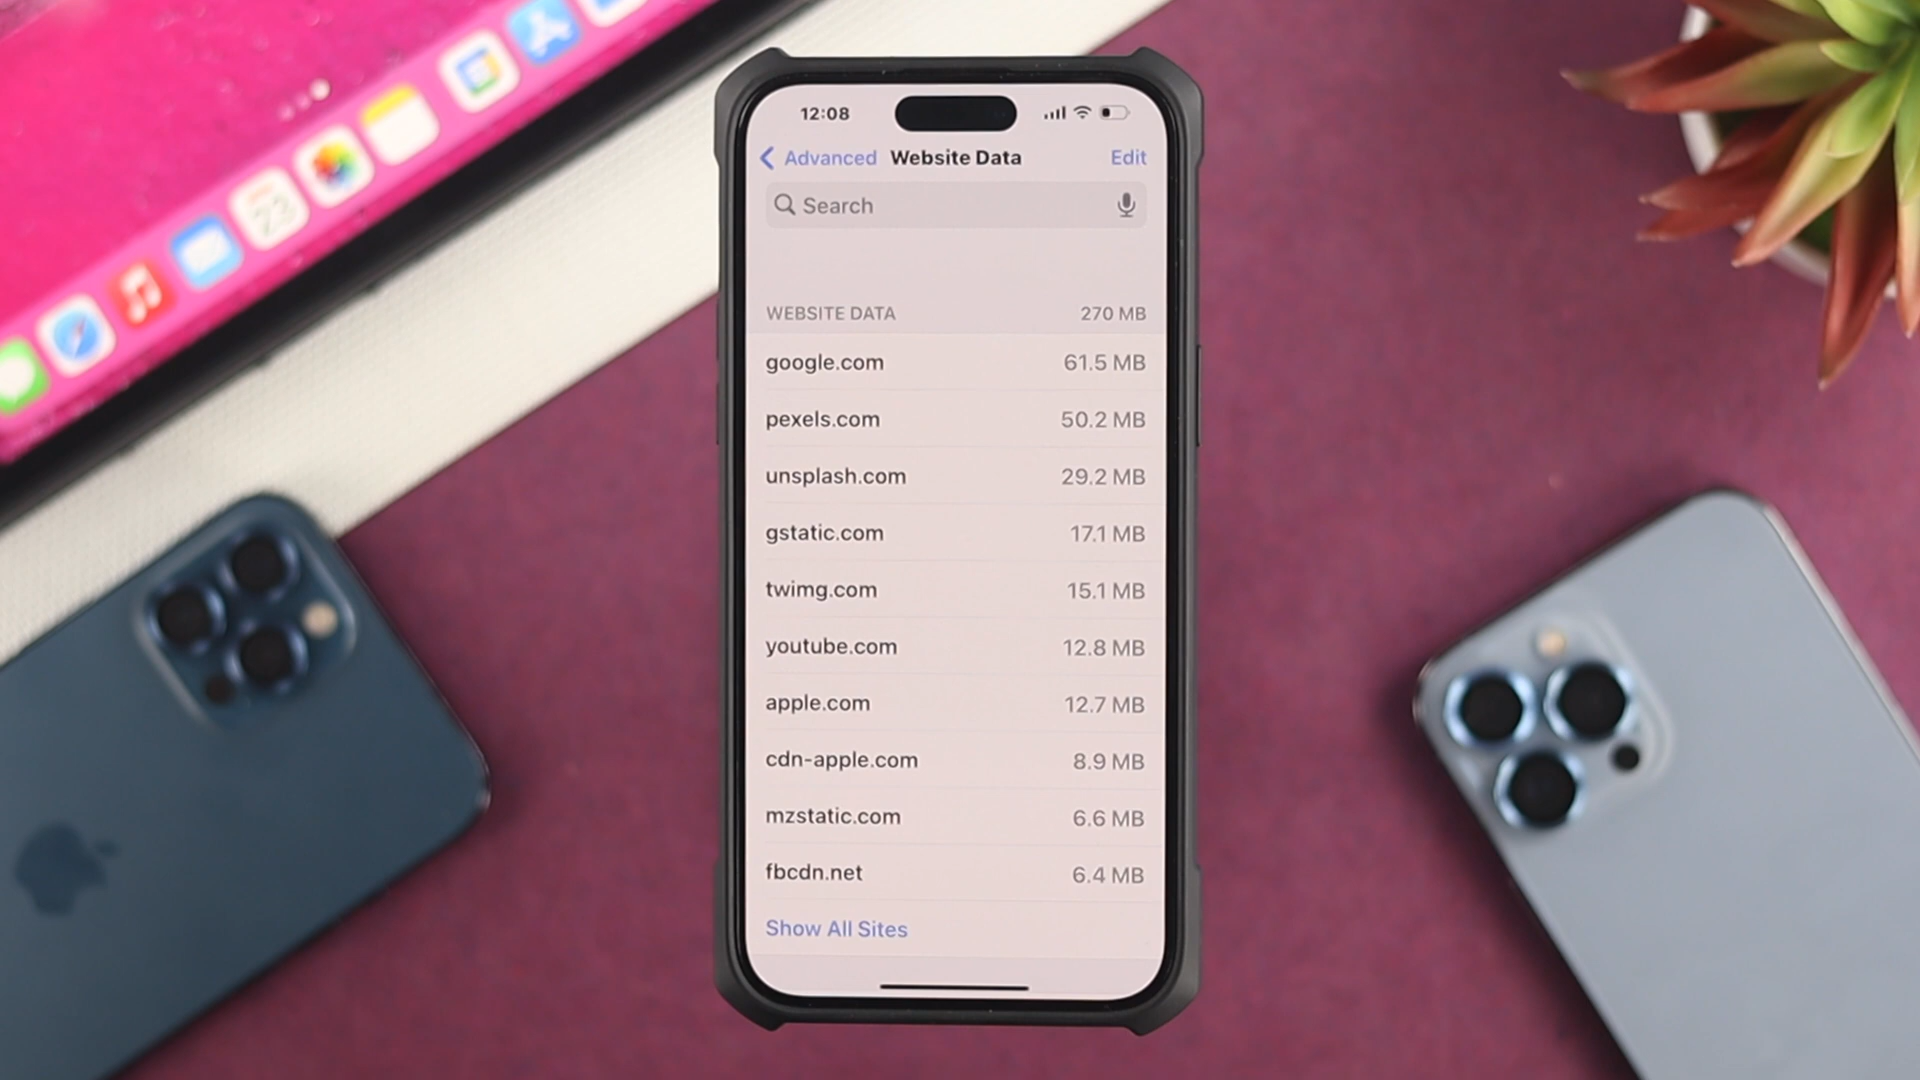 12:08
Advanced Website Data Edit
Search
WEBSITE DATA 270 MB
google.com 61.5 MB
pexels.com 50.2 MB
unsplash.com 29.2 MB
gstatic.com 17.1 MB
twimg.com 15.1 MB
youtube.com 12.8 MB
apple.com 12.7 MB
cdn-apple.com 8.9 MB
mzstatic.com 6.6 MB
fbcdn.net 6.4 MB
Show All Sites
23